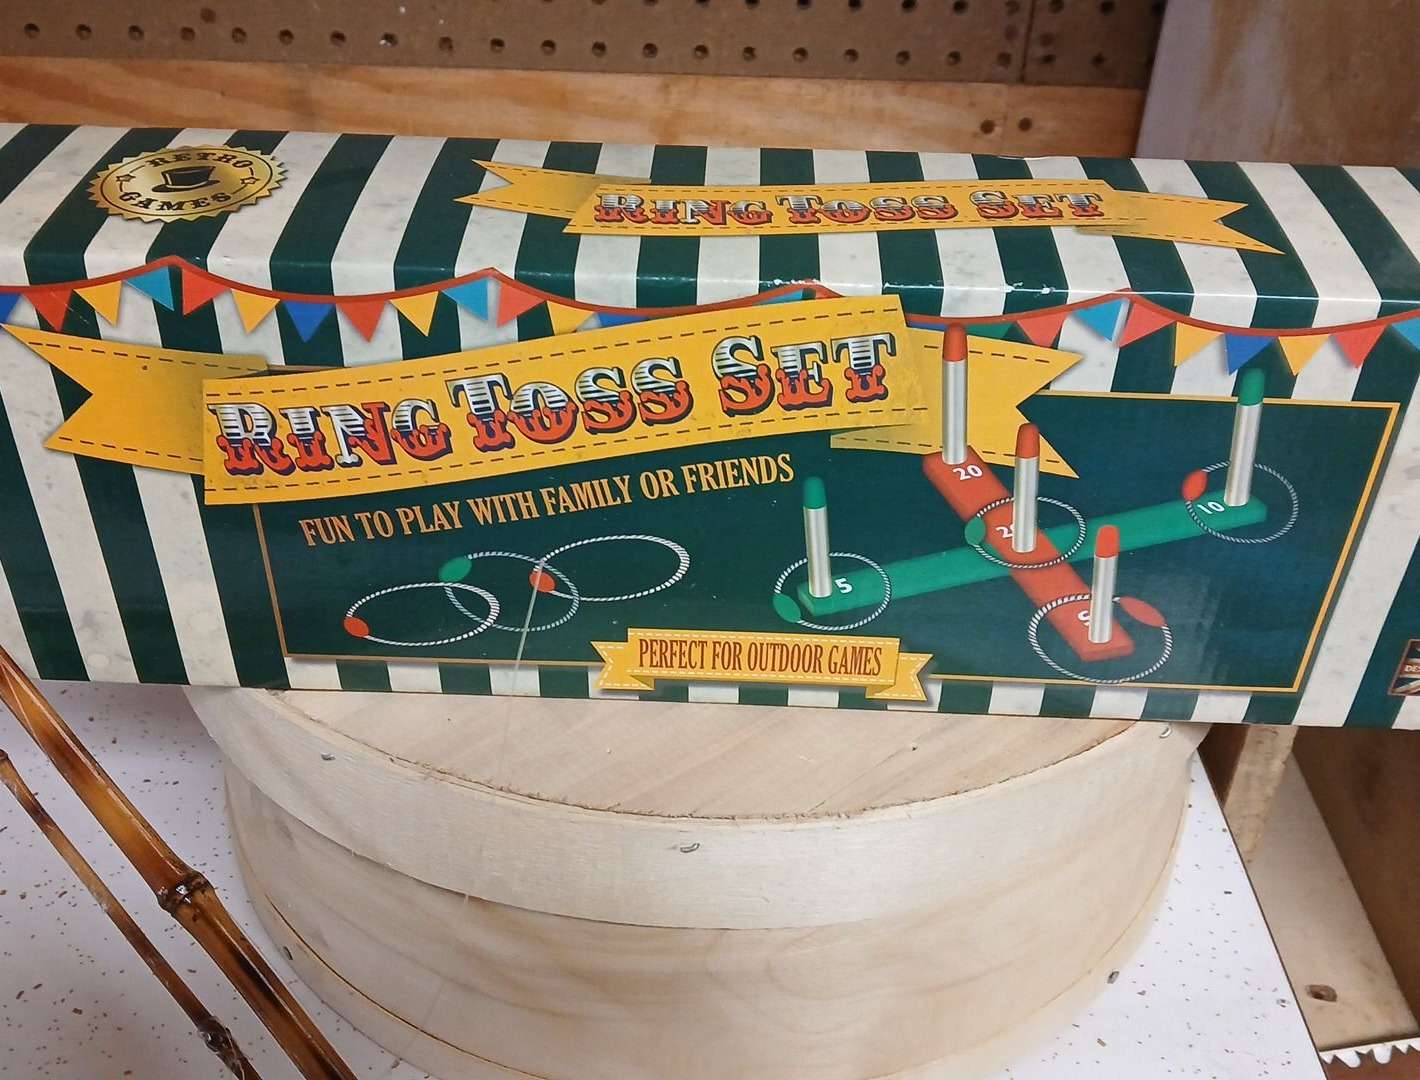 RETRO
GAMES
RING TOSS SET
RING TOSS SET
FUN TO PLAY WITH FAMILY OR FRIENDS
20
10
5
PERFECT FOR OUTDOOR GAMES